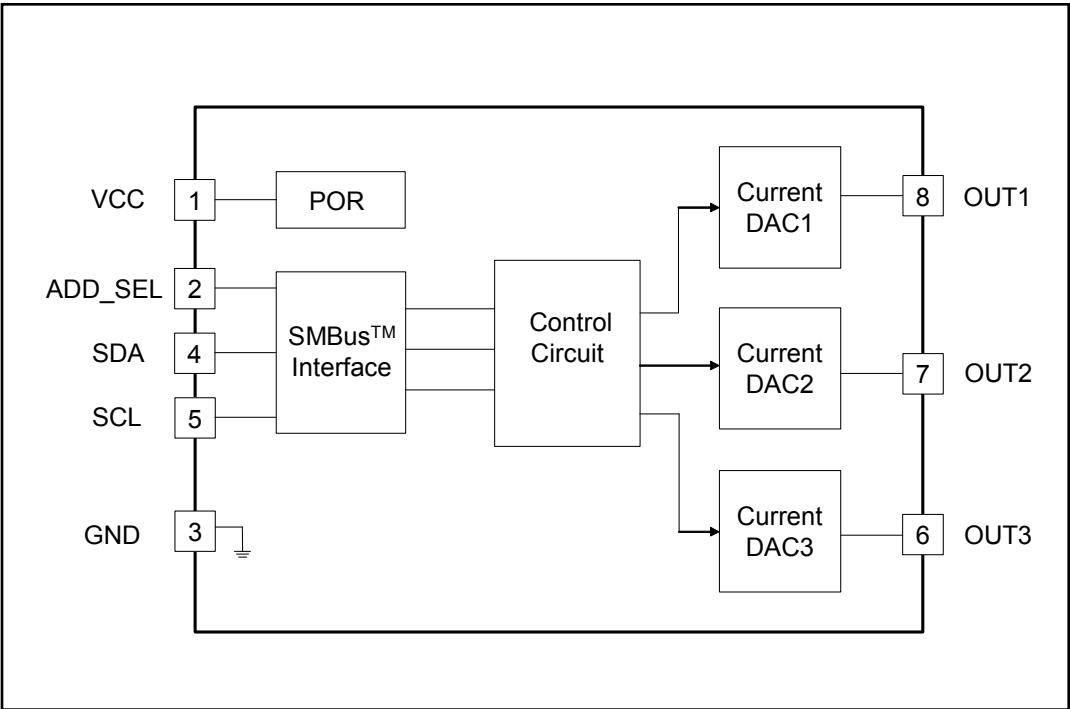 VCC
1
POR
ADD_SEL
2
SDA
4
SCL
5
GND
3
SMBus™
Interface
Control
Circuit
Current
DAC1
8
OUT1
Current
DAC2
7
OUT2
Current
DAC3
6
OUT3